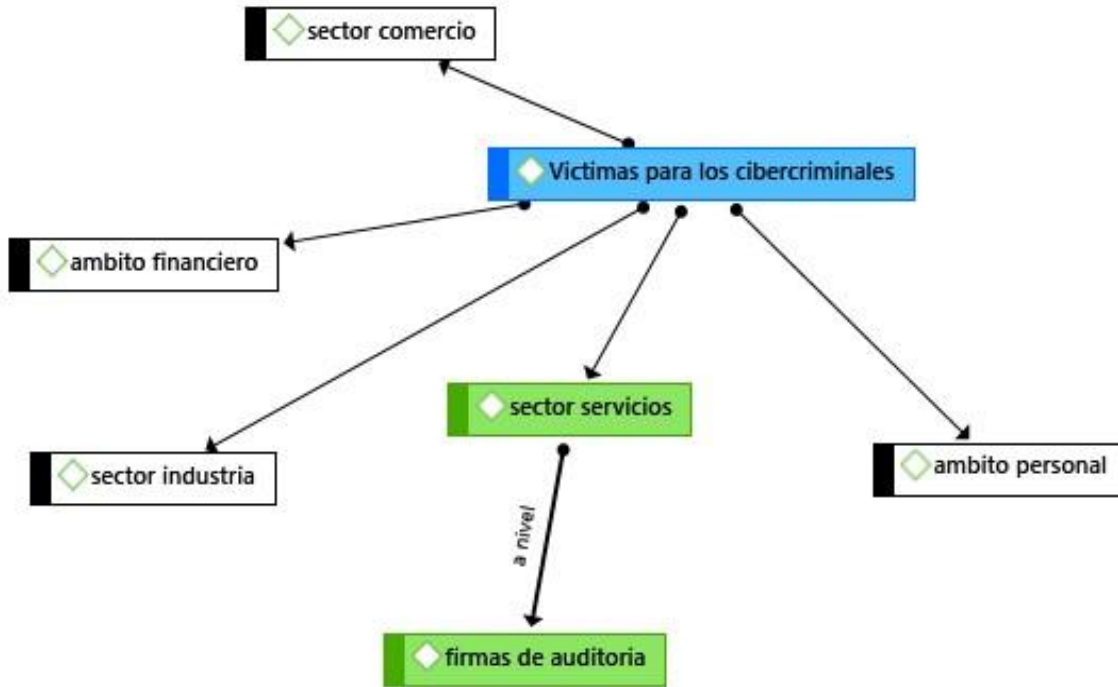 sector comercio
Victimas para los cibercriminales
ambito financiero
sector servicios
sector industria
ambito personal
a nivel
firmas de auditoria